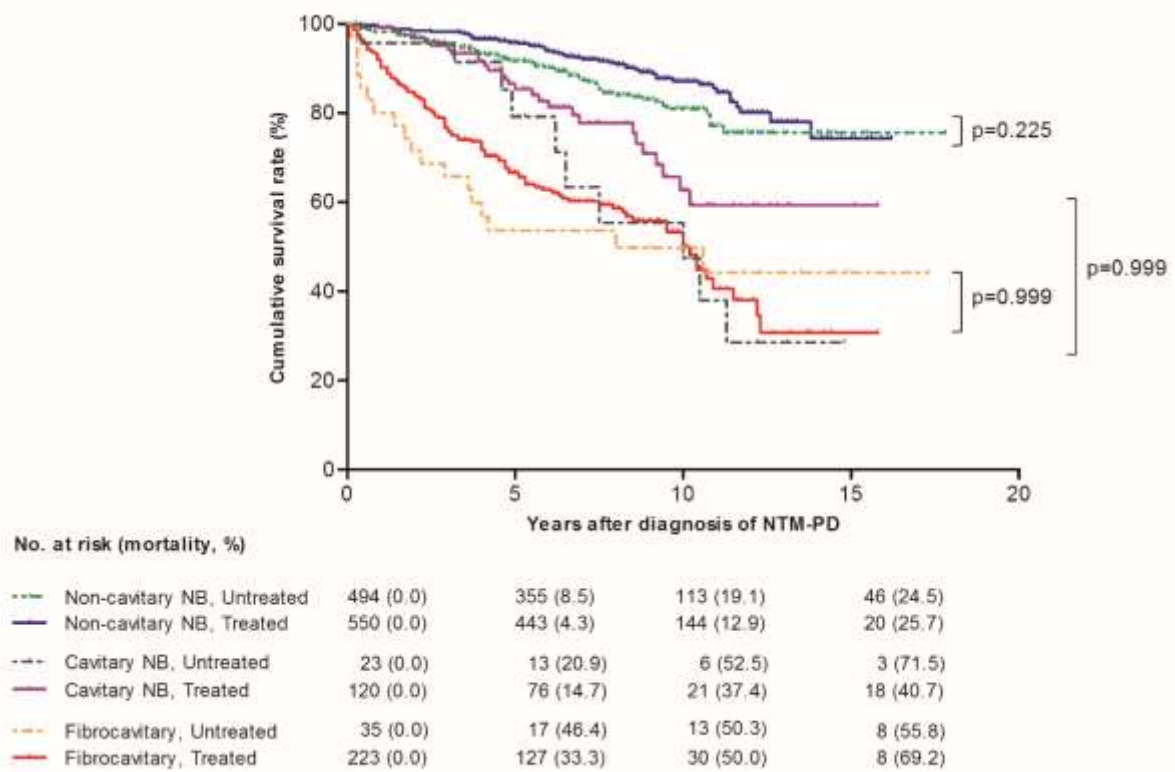 100
80
60
40
20
0
Cumulative survival rate (%)
p=0.225
p=0.999
p=0.999
0 5 10 15 20
Years after diagnosis of NTM-PD
No. at risk (mortality, %)
Non-cavitary NB, Untreated 494 (0.0) 355 (8.5) 113 (19.1) 46 (24.5)
Non-cavitary NB, Treated 550 (0.0) 443 (4.3) 144 (12.9) 20 (25.7)
Cavitary NB, Untreated 23 (0.0) 13 (20.9) 6 (52.5) 3 (71.5)
Cavitary NB, Treated 120 (0.0) 76 (14.7) 21 (37.4) 18 (40.7)
Fibrocavitary, Untreated 35 (0.0) 17 (46.4) 13 (50.3) 8 (55.8)
Fibrocavitary, Treated 223 (0.0) 127 (33.3) 30 (50.0) 8 (69.2)